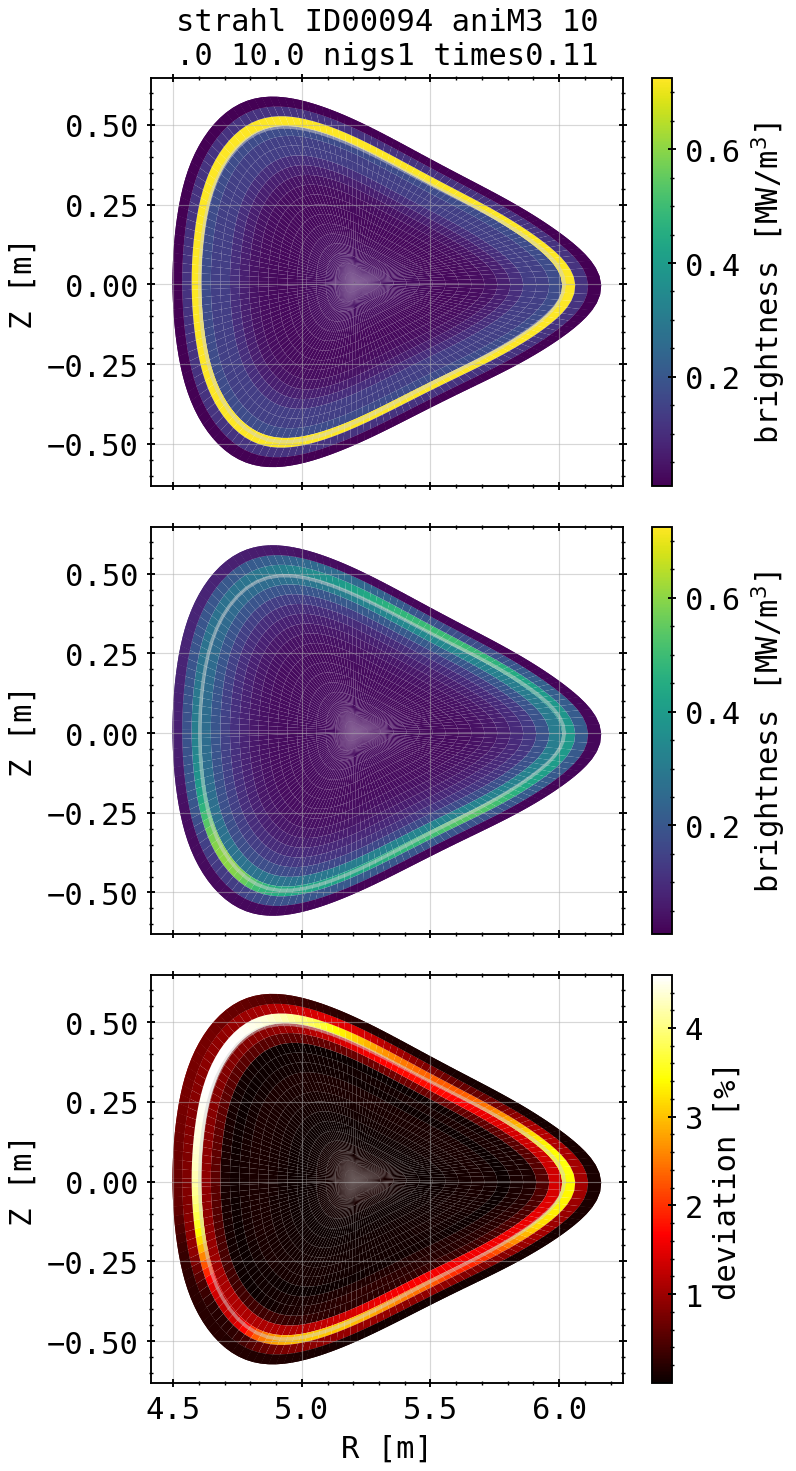 strahl ID00094 aniM3 10
.0 10.0 nigs1 times0.11
0.50
0.25
0.00
−0.25
−0.50
Z [m]
0.6
0.4
0.2
brightness [MW/m³]
0.50
0.25
0.00
−0.25
−0.50
Z [m]
0.6
0.4
0.2
brightness [MW/m³]
0.50
0.25
0.00
−0.25
−0.50
Z [m]
4
3
2
1
deviation [%]
4.5 5.0 5.5 6.0
R [m]